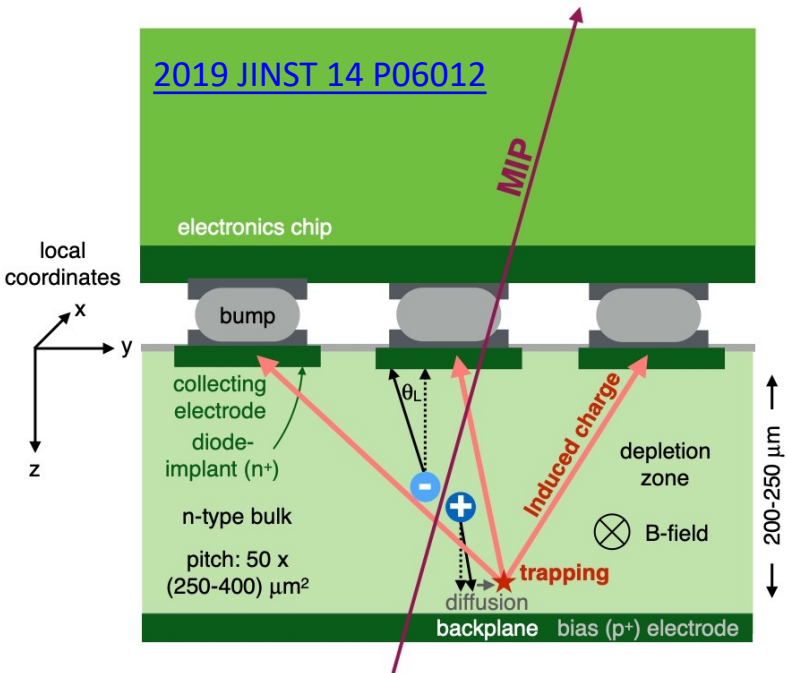 2019 JINST 14 P06012
MIP
electronics chip
local
coordinates
x
y
z
bump
collecting
electrode
diode-
implant (n⁺)
θL
-
+
Induced charge
depletion
zone
200-250 μm
n-type bulk
B-field
pitch: 50 x
(250-400) μm²
trapping
diffusion
backplane bias (p⁺) electrode